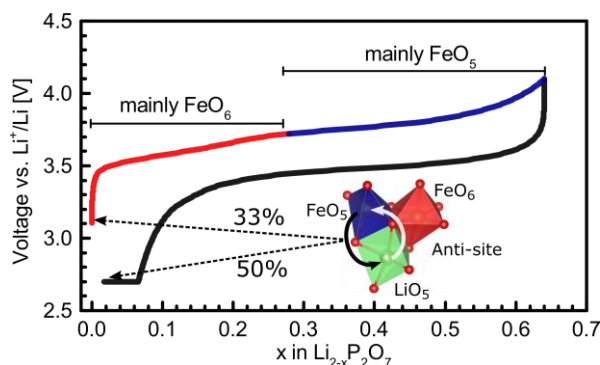 4.5
4.0
3.5
3.0
2.5
Voltage vs. Li⁺/Li [V]
mainly FeO₅
mainly FeO₆
33%
50%
FeO₅
FeO₆
Anti-site
LiO₅
0.0 0.1 0.2 0.3 0.4 0.5 0.6 0.7
x in Li₂₋ₓP₂O₇